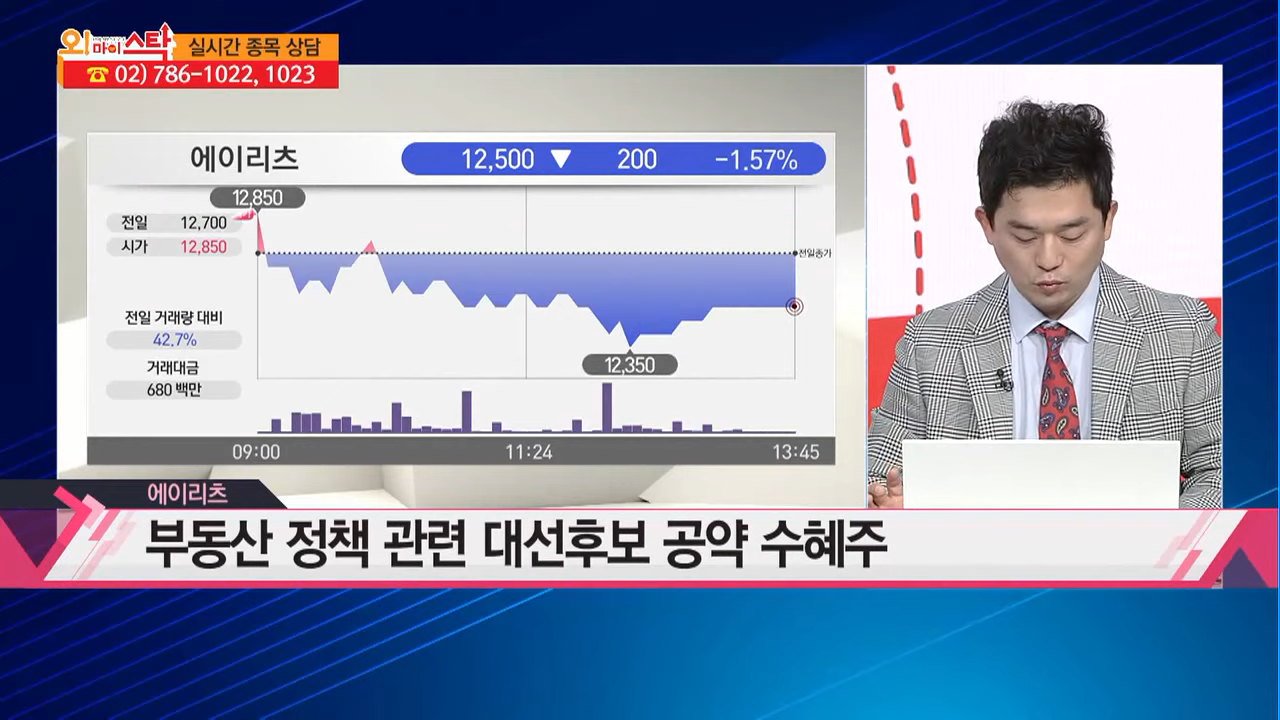 오! 마이 스탁
실시간 종목 상담
☎ 02) 786-1022, 1023
에이리츠
12,500 ▼ 200 -1.57%
12,850
전일 12,700
시가 12,850
전일종가
전일 거래량 대비
42.7%
거래대금
680 백만
12,350
09:00 11:24 13:45
에이리츠
부동산 정책 관련 대선후보 공약 수혜주